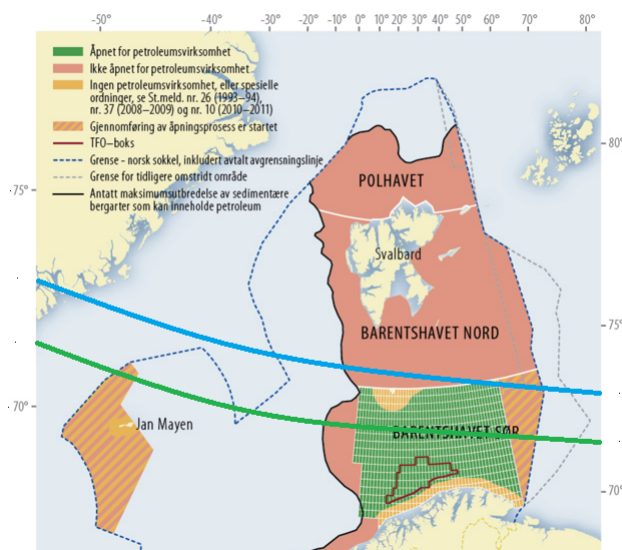 -50°
-40°
-30°
-20°
-10°
0°
10°
20°
30°
40°
50°
60°
70°
80°
Åpnet for petroleumsvirksomhet
Ikke åpnet for petroleumsvirksomhet
Ingen petroleumsvirksomhet, eller spesielle
ordninger, se St.meld. nr. 26 (1993–94),
nr. 37 (2008–2009) og nr. 10 (2010–2011)
Gjennomføring av åpningsprosess er startet
TFO–boks
Grense - norsk sokkel, inkludert avtalt avgrensningslinje
Grense for tidligere omstridt område
Antatt maksimumsutbredelse av sedimentære
bergarter som kan inneholde petroleum
80°
75°
POLHAVET
Svalbard
BARENTSHAVET NORD
75°
70°
Jan Mayen
BARENTSHAVET SØR
70°